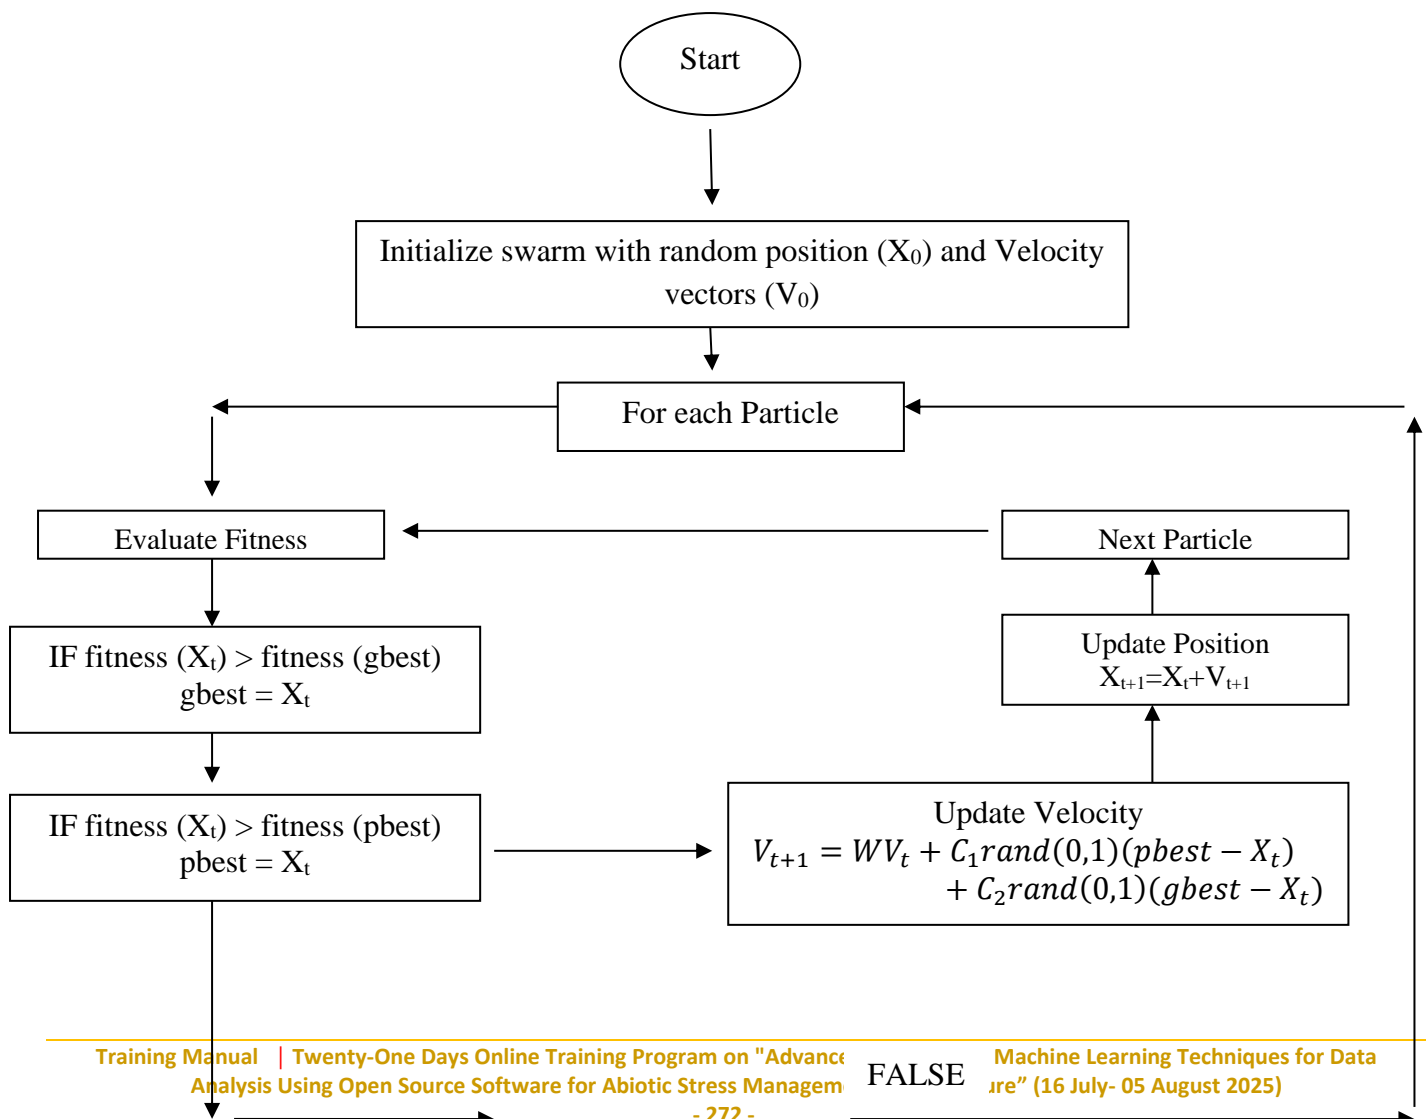 Start
Initialize swarm with random position (X₀) and Velocity
vectors (V₀)
For each Particle
Evaluate Fitness
Next Particle
IF fitness (Xₜ) > fitness (gbest)
gbest = Xₜ
Update Position
Xₜ₊₁=Xₜ+Vₜ₊₁
IF fitness (Xₜ) > fitness (pbest)
pbest = Xₜ
Update Velocity
Vₜ₊₁ = WVₜ + C₁rand(0,1)(pbest − Xₜ)
+ C₂rand(0,1)(gbest − Xₜ)
Training Manual | Twenty-One Days Online Training Program on "Advance Machine Learning Techniques for Data
Analysis Using Open Source Software for Abiotic Stress Managem ure” (16 July- 05 August 2025)
FALSE
- 272 -